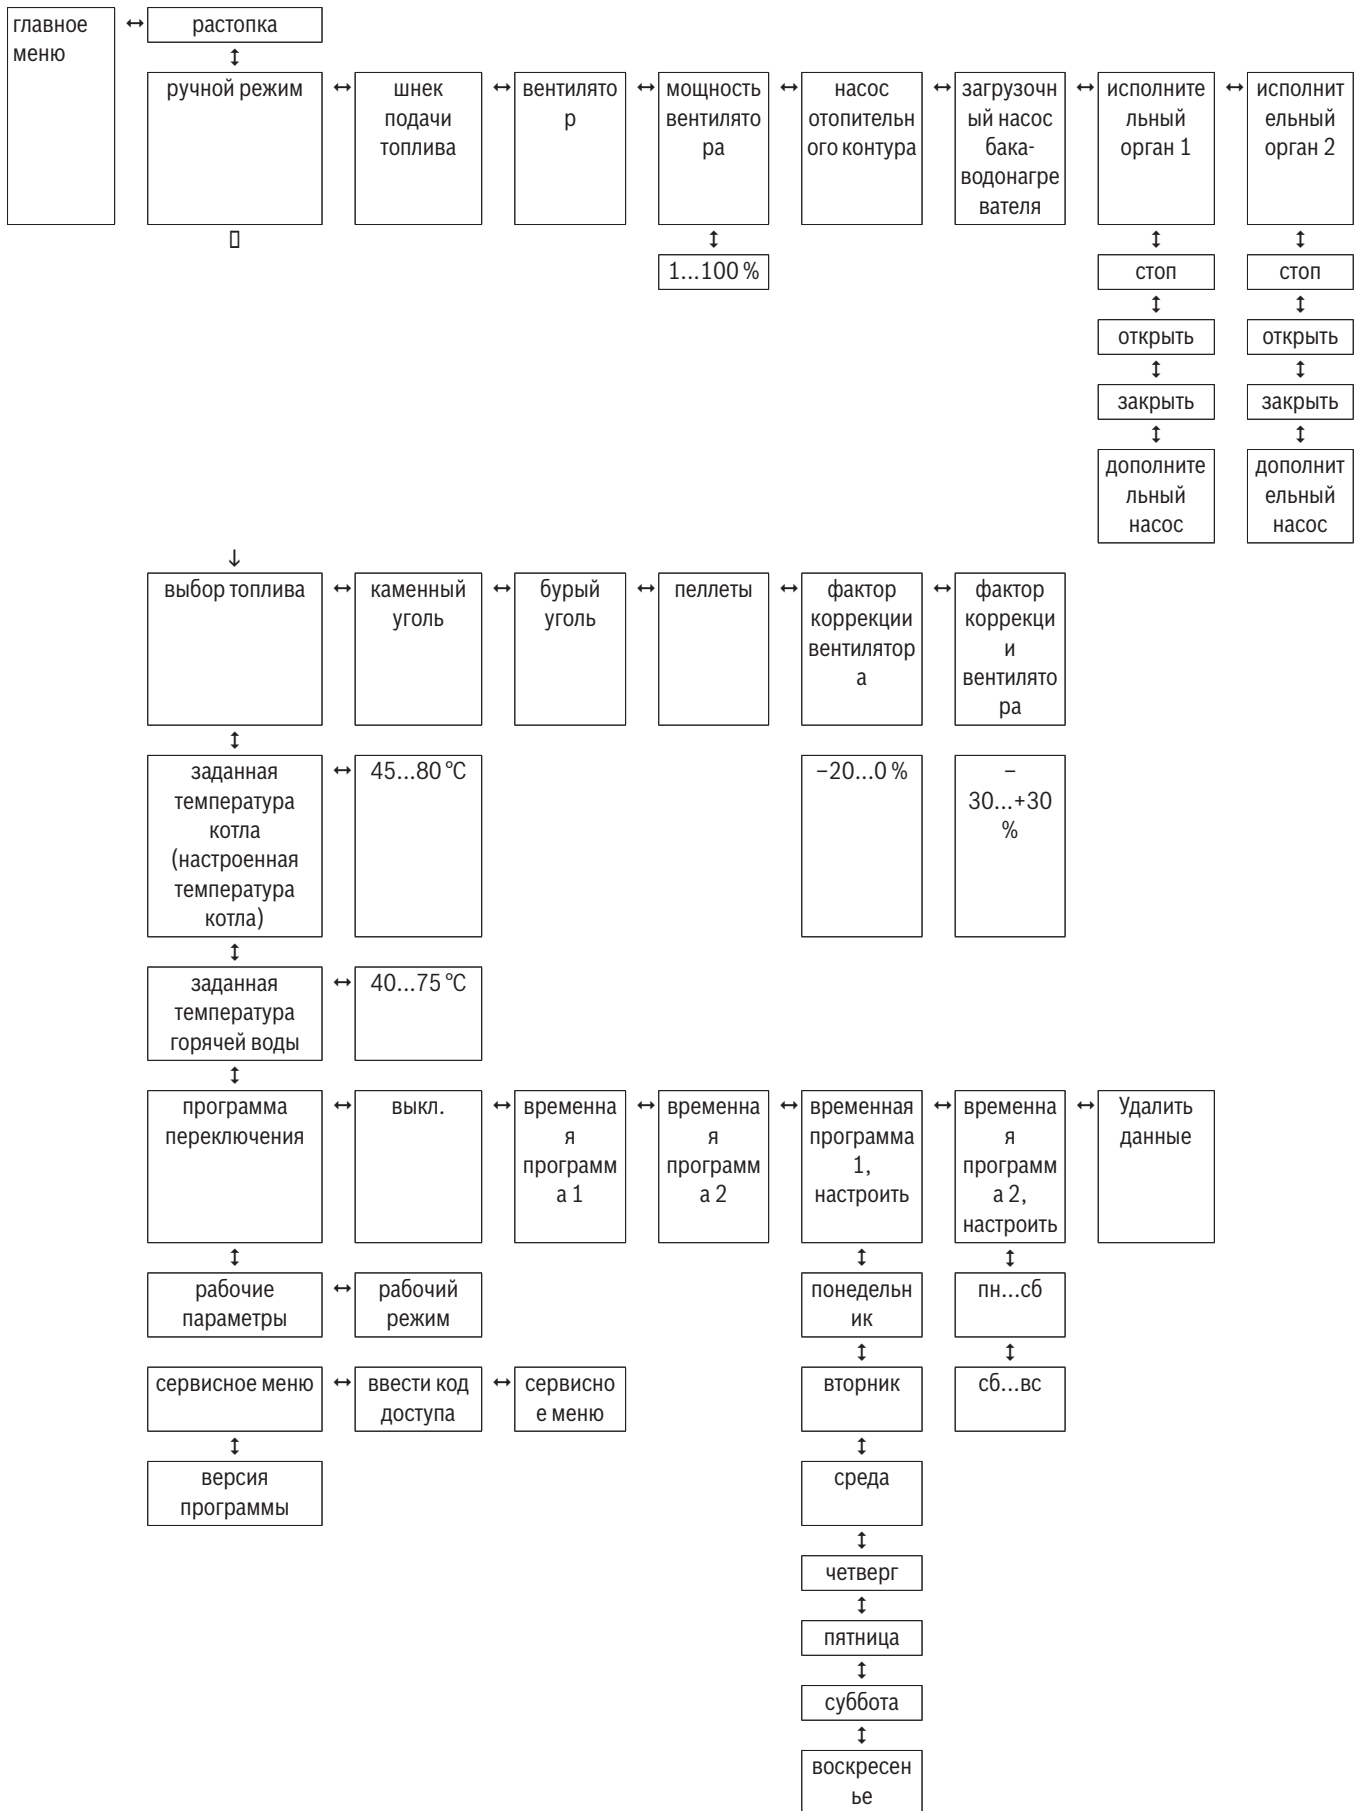 главное
меню
↔
растопка
↕
ручной режим
↔
шнек
подачи
топлива
↔
вентилято
р
↔
мощность
вентилято
ра
↔
насос
отопительн
ого контура
↔
загрузочн
ый насос
бака-
водонагре
вателя
↔
исполните
льный
орган 1
↔
исполнит
ельный
орган 2
▯
↕
↕
↕
1...100 %
стоп
стоп
↕
↕
открыть
открыть
↕
↕
закрыть
закрыть
↕
↕
дополните
льный
насос
дополнит
ельный
насос
↓
выбор топлива
↔
каменный
уголь
↔
бурый
уголь
↔
пеллеты
↔
фактор
коррекции
вентилятор
а
↔
фактор
коррекци
и
вентилято
ра
↕
заданная
температура
котла
(настроенная
температура
котла)
↔
45...80 °C
–20...0 %
–
30...+30
%
↕
заданная
температура
горячей воды
↔
40...75 °C
↕
программа
переключения
↔
выкл.
↔
временна
я
программ
а 1
↔
временна
я
программ
а 2
↔
временная
программа
1,
настроить
↔
временна
я
программ
а 2,
настроить
↔
Удалить
данные
↕
↕
↕
рабочие
параметры
↔
рабочий
режим
понедельн
ик
пн...сб
↕
↕
сервисное меню
↔
ввести код
доступа
↔
сервисно
е меню
вторник
сб...вс
↕
↕
версия
программы
среда
↕
четверг
↕
пятница
↕
суббота
↕
воскресен
ье